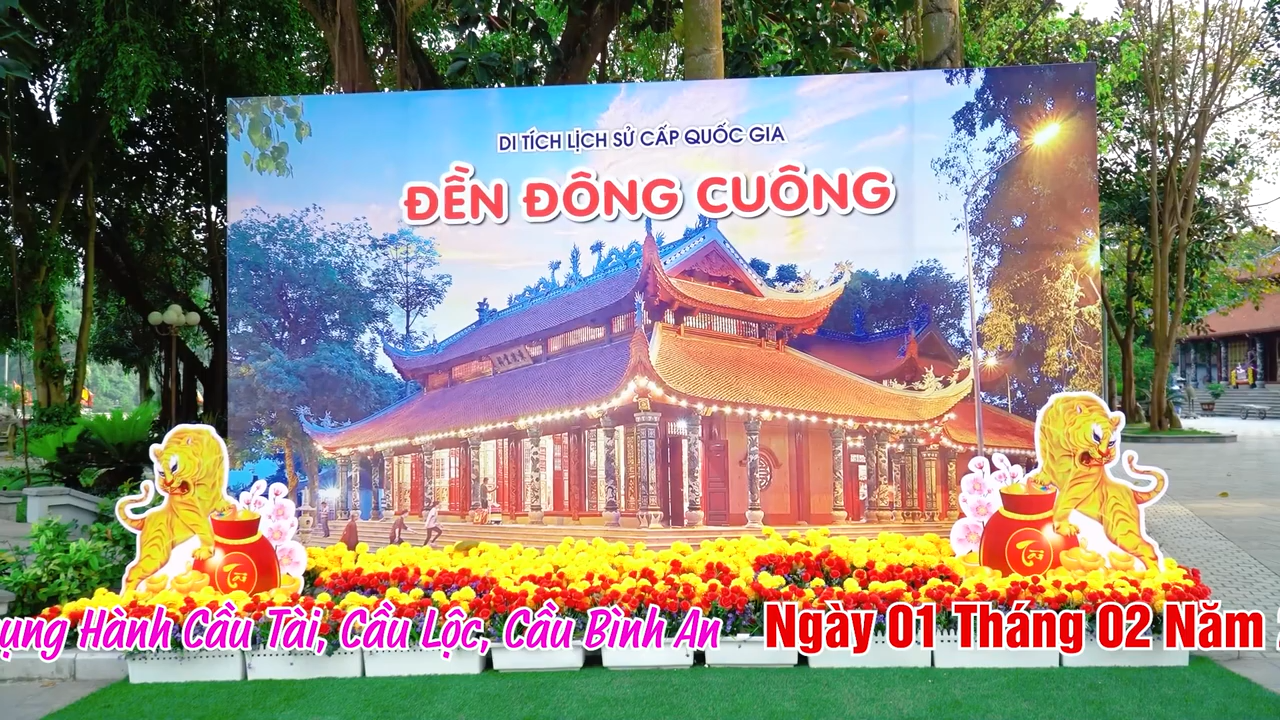 DI TÍCH LỊCH SỬ CẤP QUỐC GIA
ĐỀN ĐÔNG CUÔNG
Tài
Hành Cầu Tài, Cầu Lộc, Cầu Bình An Ngày 01 Tháng 02 Năm